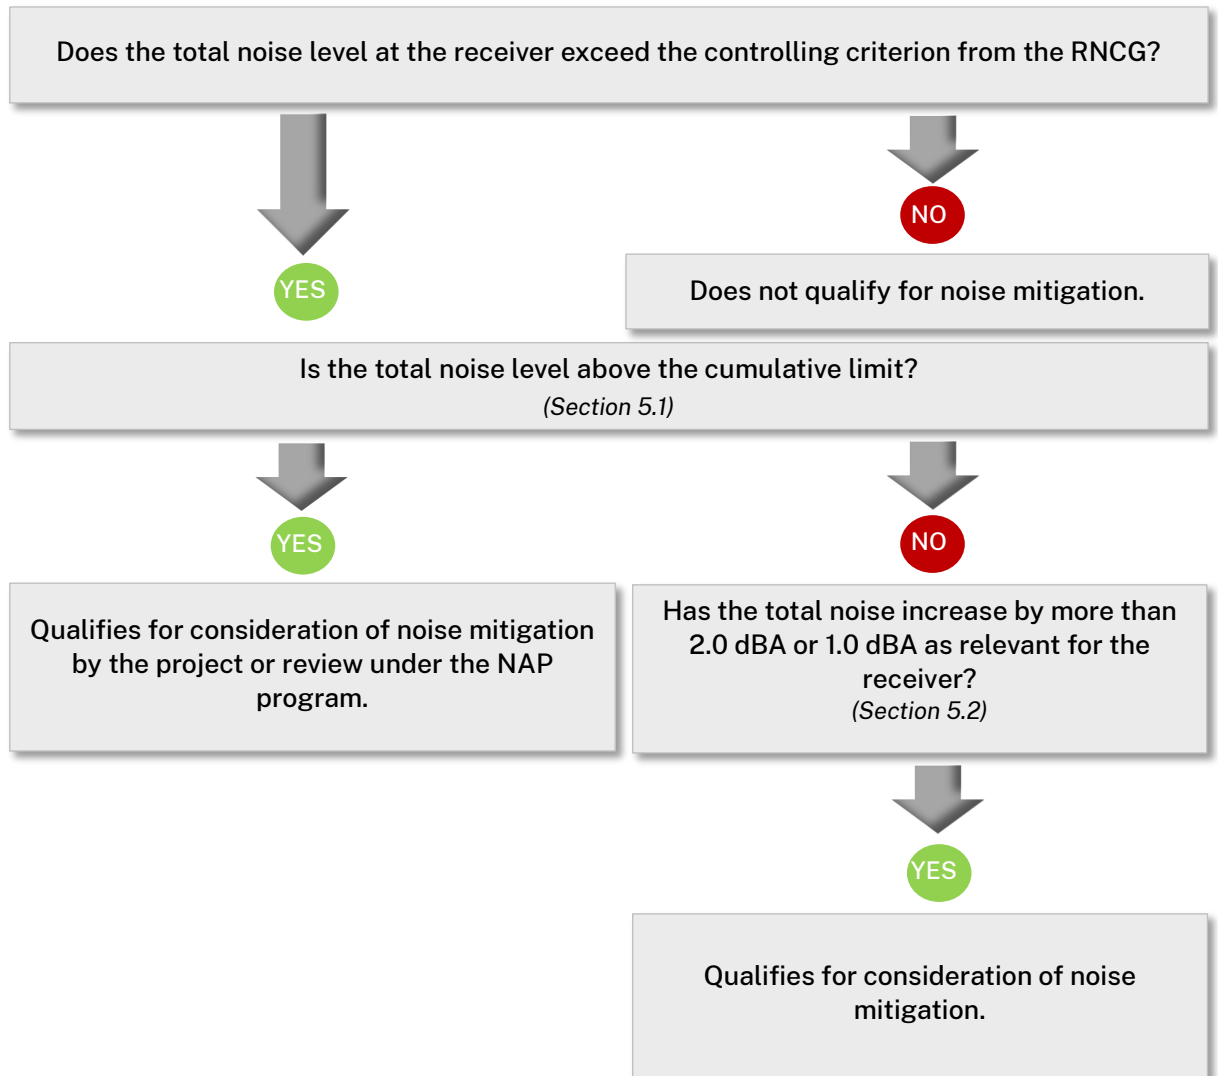 Does the total noise level at the receiver exceed the controlling criterion from the RNCG?
NO
YES
Does not qualify for noise mitigation.
Is the total noise level above the cumulative limit?
(Section 5.1)
YES
NO
Qualifies for consideration of noise mitigation
by the project or review under the NAP
program.
Has the total noise increase by more than
2.0 dBA or 1.0 dBA as relevant for the
receiver?
(Section 5.2)
YES
Qualifies for consideration of noise
mitigation.